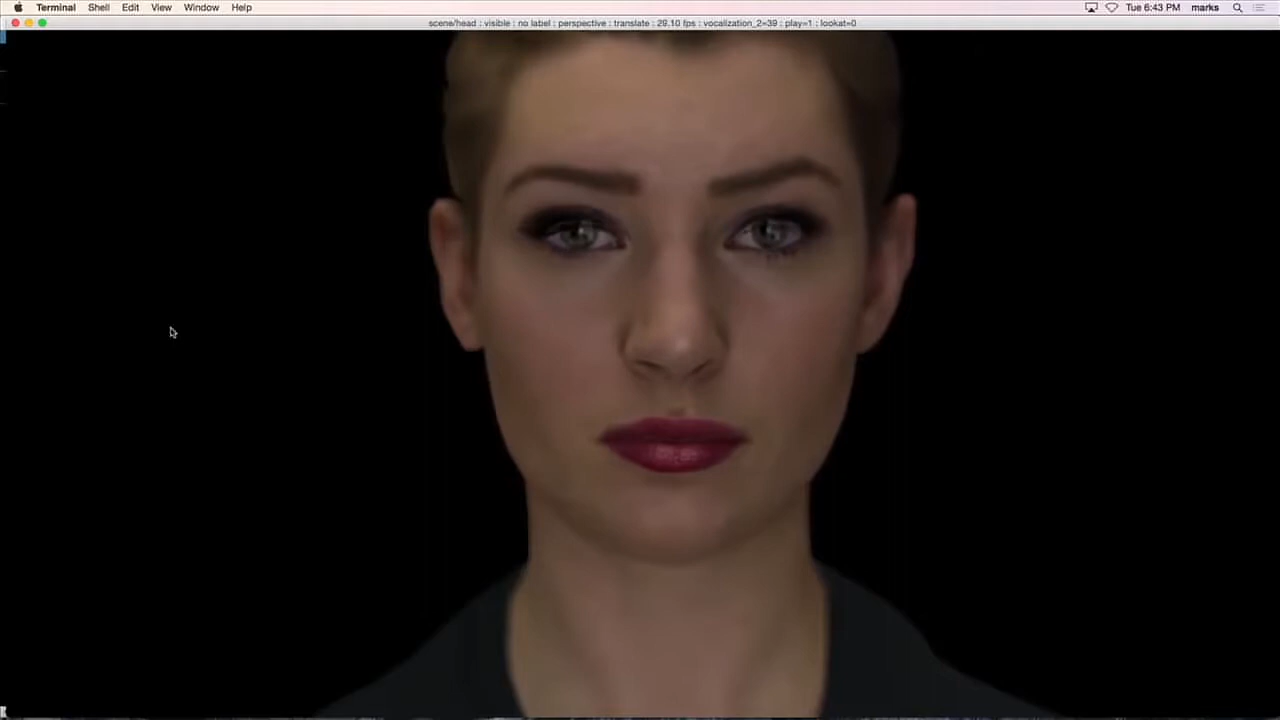 Terminal Shell Edit View Window Help Tue 6:43 PM marks
scene/head : visible : no label : perspective : translate : 29.10 fps : vocalization_2=39 : play=1 : lookat=0